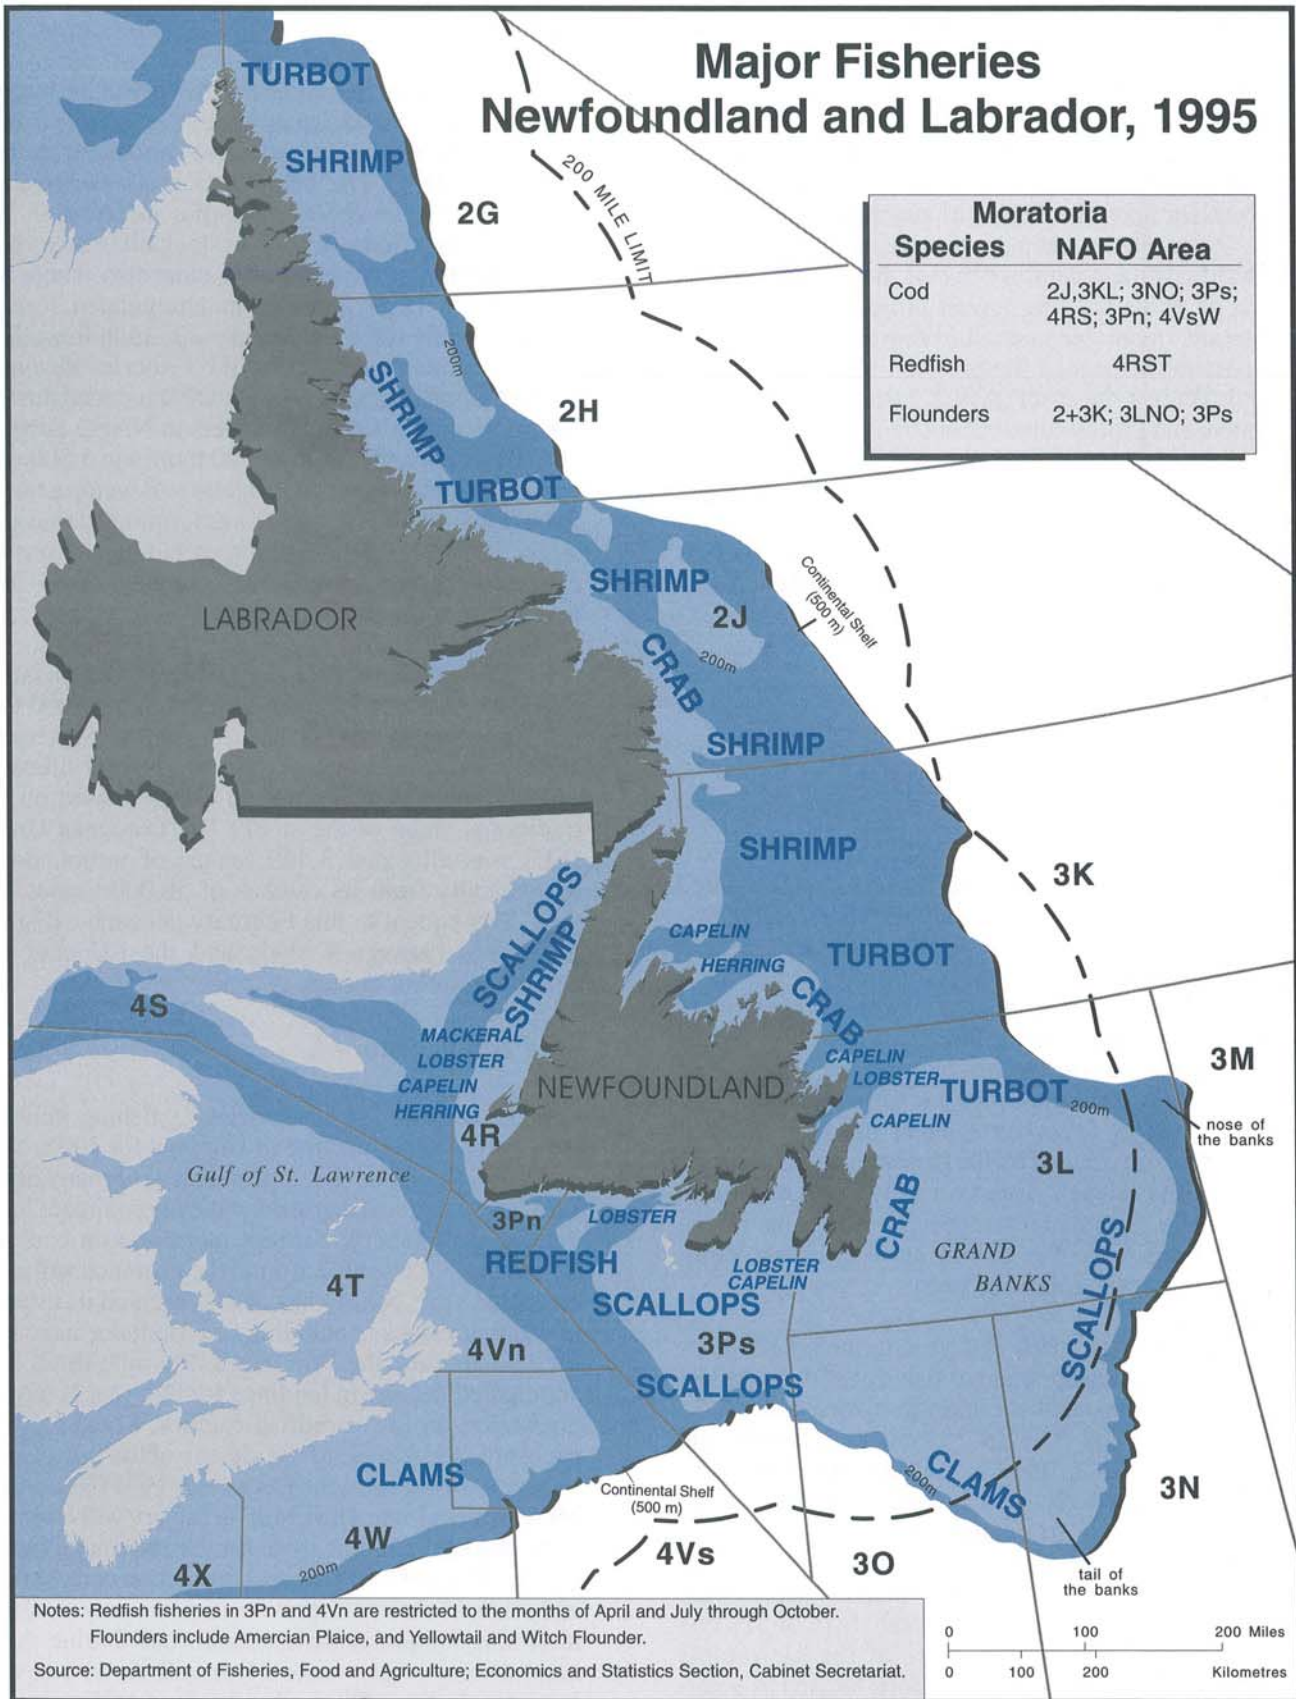 Major Fisheries
Newfoundland and Labrador, 1995
Moratoria
Species NAFO Area
Cod 2J,3KL; 3NO; 3Ps;
4RS; 3Pn; 4VsW
Redfish 4RST
Flounders 2+3K; 3LNO; 3Ps
TURBOT
SHRIMP
2G
200 MILE LIMIT
200m
SHRIMP
2H
TURBOT
SHRIMP
2J
Continental Shelf
(500 m)
LABRADOR
CRAB
200m
SHRIMP
SHRIMP
3K
SCALLOPS
SHRIMP
CAPELIN
HERRING
TURBOT
CRAB
4S
MACKERAL
LOBSTER
CAPELIN
HERRING
4R
NEWFOUNDLAND
CAPELIN
LOBSTER
TURBOT
200m
CAPELIN
3M
nose of
the banks
3L
Gulf of St. Lawrence
3Pn
LOBSTER
CRAB
REDFISH
LOBSTER
CAPELIN
GRAND
BANKS
SCALLOPS
4T
SCALLOPS
3Ps
4Vn
SCALLOPS
CLAMS
CLAMS
200m
3N
Continental Shelf
(500 m)
4W
4Vs
3O
4X
200m
tail of
the banks
Notes: Redfish fisheries in 3Pn and 4Vn are restricted to the months of April and July through October.
Flounders include Amercian Plaice, and Yellowtail and Witch Flounder.
Source: Department of Fisheries, Food and Agriculture; Economics and Statistics Section, Cabinet Secretariat.
0 100 200 Miles
0 100 200 Kilometres